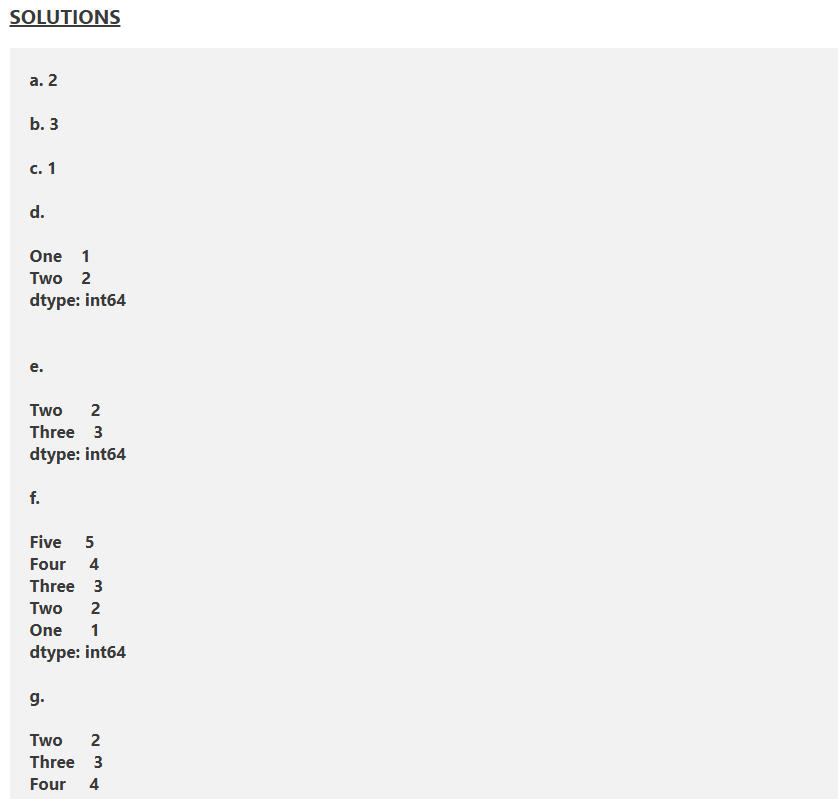 SOLUTIONS
a. 2
b. 3
c. 1
d.
One 1
Two 2
dtype: int64
e.
Two 2
Three 3
dtype: int64
f.
Five 5
Four 4
Three 3
Two 2
One 1
dtype: int64
g.
Two 2
Three 3
Four 4